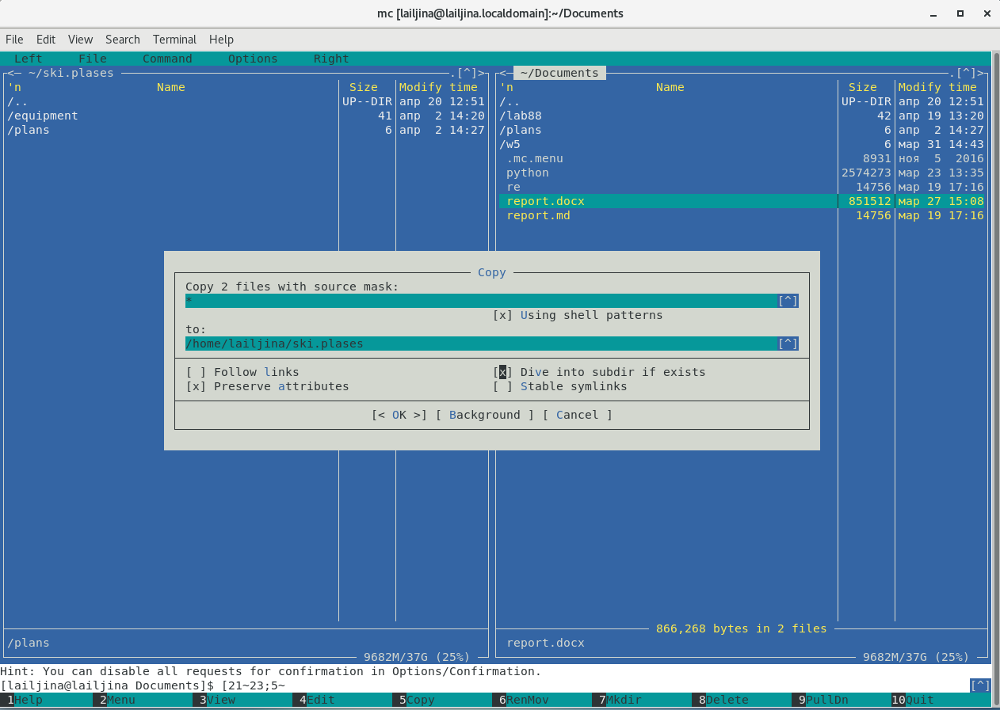 mc [lailjina@lailjina.localdomain]:~/Documents
File Edit View Search Terminal Help
Left File Command Options Right
<─ ~/ski.plases ─.[^]> <─ ~/Documents ─.[^]>
'n Name Size Modify time 'n Name Size Modify time
/.. UP--DIR апр 20 12:51 /.. UP--DIR апр 20 12:51
/equipment 41 апр 2 14:20 /lab88 42 апр 19 13:20
/plans 6 апр 2 14:27 /plans 6 апр 2 14:27
/w5 6 мар 31 14:43
.mc.menu 8931 ноя 5 2016
python 2574273 мар 23 13:35
re 14756 мар 19 17:16
report.docx 851512 мар 27 15:08
report.md 14756 мар 19 17:16
Copy
Copy 2 files with source mask:
* [^]
[x] Using shell patterns
to:
/home/lailjina/ski.plases [^]
[ ] Follow links [x] Dive into subdir if exists
[x] Preserve attributes [ ] Stable symlinks
[< OK >] [ Background ] [ Cancel ]
866,268 bytes in 2 files
/plans report.docx
9682M/37G (25%) 9682M/37G (25%)
Hint: You can disable all requests for confirmation in Options/Confirmation.
[lailjina@lailjina Documents]$ [21~23;5~ [^]
1Help 2Menu 3View 4Edit 5Copy 6RenMov 7Mkdir 8Delete 9PullDn 10Quit